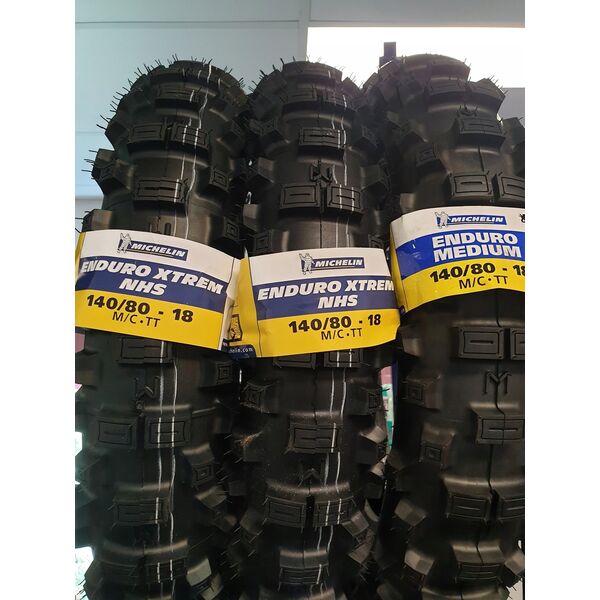 MICHELIN
ENDURO XTREM
NHS
140/80 - 18
M/C•TT
MICHELIN
ENDURO XTREM
NHS
140/80 - 18
M/C•TT
MICHELIN
ENDURO
MEDIUM
140/80 - 18
M/C•TT
M